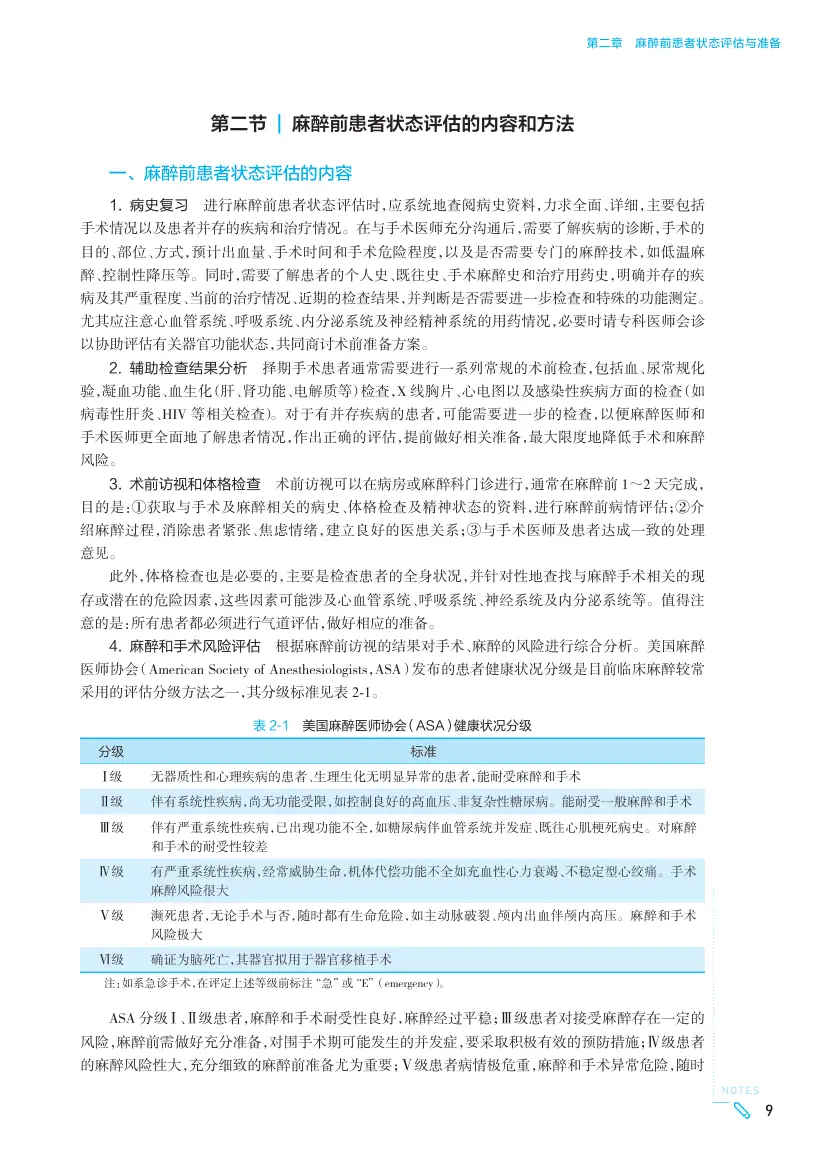 第二章 麻醉前患者状态评估与准备
第二节 | 麻醉前患者状态评估的内容和方法
一、麻醉前患者状态评估的内容
1. 病史复习 进行麻醉前患者状态评估时,应系统地查阅病史资料,力求全面、详细,主要包括
手术情况以及患者并存的疾病和治疗情况。在与手术医师充分沟通后,需要了解疾病的诊断,手术的
目的、部位、方式,预计出血量、手术时间和手术危险程度,以及是否需要专门的麻醉技术,如低温麻
醉、控制性降压等。同时,需要了解患者的个人史、既往史、手术麻醉史和治疗用药史,明确并存的疾
病及其严重程度、当前的治疗情况、近期的检查结果,并判断是否需要进一步检查和特殊的功能测定。
尤其应注意心血管系统、呼吸系统、内分泌系统及神经精神系统的用药情况,必要时请专科医师会诊
以协助评估有关器官功能状态,共同商讨术前准备方案。
2. 辅助检查结果分析 择期手术患者通常需要进行一系列常规的术前检查,包括血、尿常规化
验,凝血功能、血生化(肝、肾功能、电解质等)检查,X 线胸片、心电图以及感染性疾病方面的检查(如
病毒性肝炎、HIV 等相关检查)。对于有并存疾病的患者,可能需要进一步的检查,以便麻醉医师和
手术医师更全面地了解患者情况,作出正确的评估,提前做好相关准备,最大限度地降低手术和麻醉
风险。
3. 术前访视和体格检查 术前访视可以在病房或麻醉科门诊进行,通常在麻醉前 1～2 天完成,
目的是:①获取与手术及麻醉相关的病史、体格检查及精神状态的资料,进行麻醉前病情评估;②介
绍麻醉过程,消除患者紧张、焦虑情绪,建立良好的医患关系;③与手术医师及患者达成一致的处理
意见。
此外,体格检查也是必要的,主要是检查患者的全身状况,并针对性地查找与麻醉手术相关的现
存或潜在的危险因素,这些因素可能涉及心血管系统、呼吸系统、神经系统及内分泌系统等。值得注
意的是:所有患者都必须进行气道评估,做好相应的准备。
4. 麻醉和手术风险评估 根据麻醉前访视的结果对手术、麻醉的风险进行综合分析。美国麻醉
医师协会(American Society of Anesthesiologists,ASA)发布的患者健康状况分级是目前临床麻醉较常
采用的评估分级方法之一,其分级标准见表 2-1。
表 2-1 美国麻醉医师协会(ASA)健康状况分级
分级 标准
Ⅰ级 无器质性和心理疾病的患者、生理生化无明显异常的患者,能耐受麻醉和手术
Ⅱ级 伴有系统性疾病,尚无功能受限,如控制良好的高血压、非复杂性糖尿病。能耐受一般麻醉和手术
Ⅲ级 伴有严重系统性疾病,已出现功能不全,如糖尿病伴血管系统并发症、既往心肌梗死病史。对麻醉
和手术的耐受性较差
Ⅳ级 有严重系统性疾病,经常威胁生命,机体代偿功能不全如充血性心力衰竭、不稳定型心绞痛。手术
麻醉风险很大
Ⅴ级 濒死患者,无论手术与否,随时都有生命危险,如主动脉破裂、颅内出血伴颅内高压。麻醉和手术
风险极大
Ⅵ级 确证为脑死亡,其器官拟用于器官移植手术
注:如系急诊手术,在评定上述等级前标注“急”或“E”(emergency)。
ASA 分级Ⅰ、Ⅱ级患者,麻醉和手术耐受性良好,麻醉经过平稳;Ⅲ级患者对接受麻醉存在一定的
风险,麻醉前需做好充分准备,对围手术期可能发生的并发症,要采取积极有效的预防措施;Ⅳ级患者
的麻醉风险性大,充分细致的麻醉前准备尤为重要;Ⅴ级患者病情极危重,麻醉和手术异常危险,随时
NOTES
9